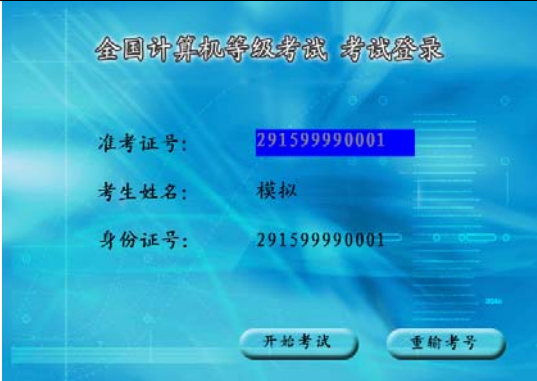 全国计算机等级考试 考试登录
准考证号: 291599990001
考生姓名: 模拟
身份证号: 291599990001
开始考试 重输考号